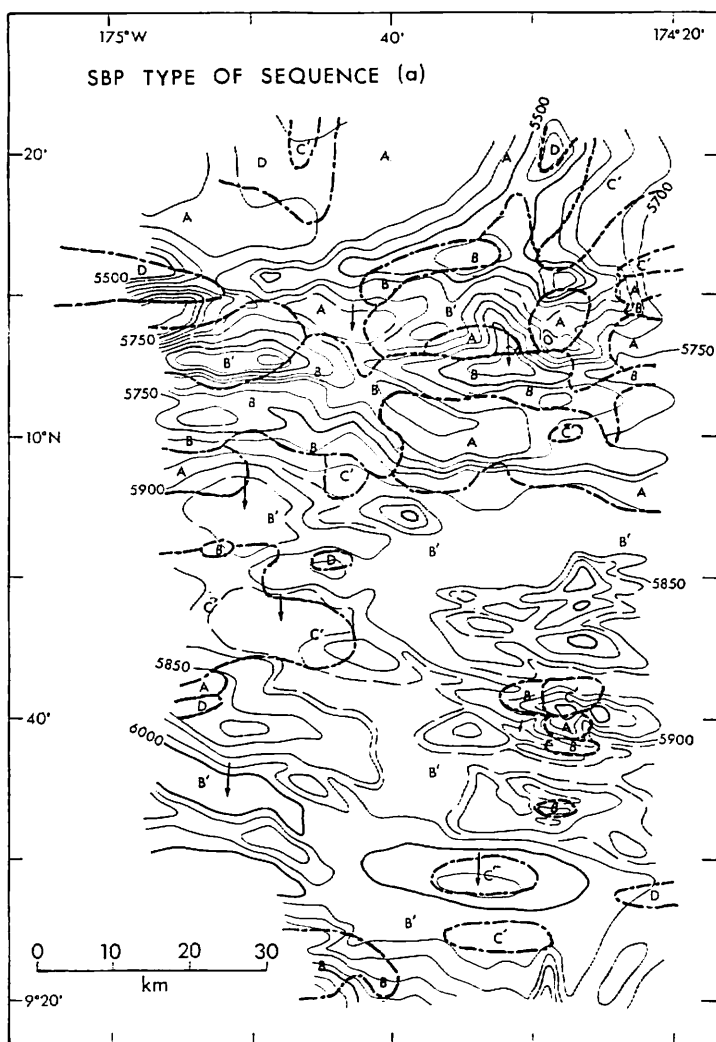 175°W 40' 174°20'
SBP TYPE OF SEQUENCE (a)
C' 5500
20' D A A D
C'
A 5700
D B C
5500 B A
A B' B
5750 A A
A 5750
B' B B B
5750 B' B
B
10°N B B A C
A C' A
5900
B' B' B'
B D
5850
C'
C'
5850
A B C
D A
40' B 5900
6000
B' B'
B
C'
D
B' C'
0 10 20 30 B B
km
9°20'